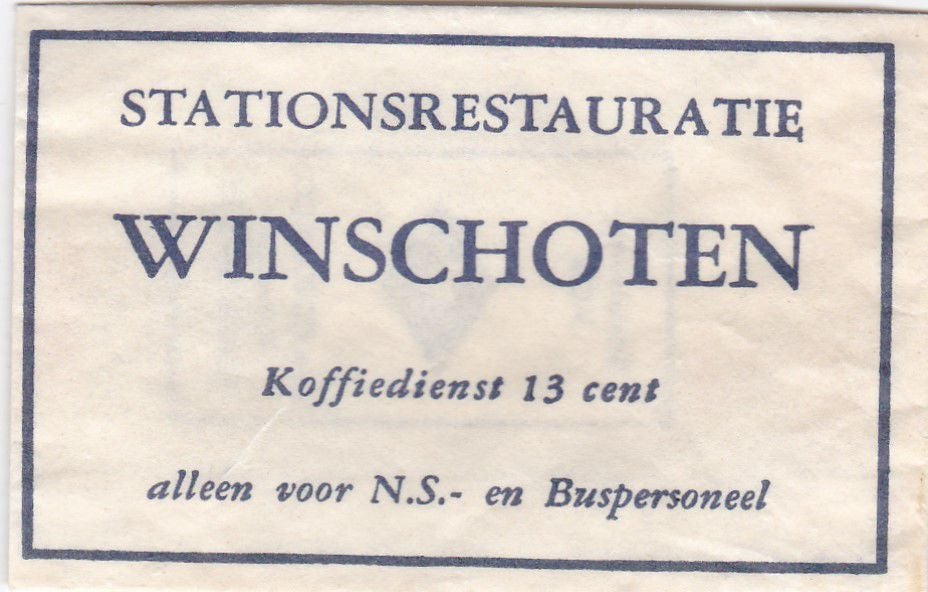 STATIONSRESTAURATIE
WINSCHOTEN
Koffiedienst 13 cent
alleen voor N.S.- en Buspersoneel